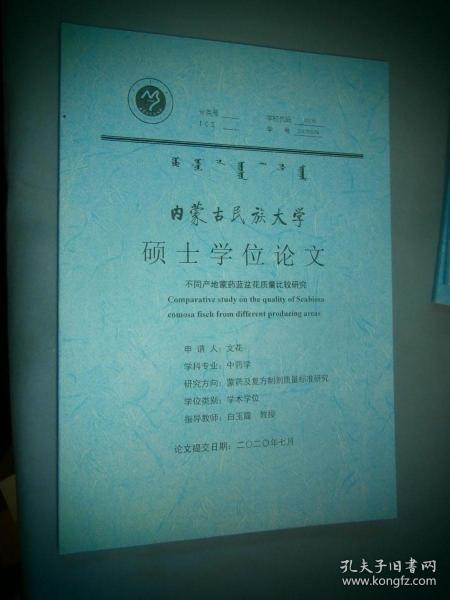 分类号
学校代码
ICS
学 号
内蒙古民族大学
硕士学位论文
不同产地蒙药蓝盆花质量比较研究
Comparative study on the quality of Scabiosa
comosa fisch from different producing areas
申 请 人:文花
学科专业:中药学
研究方向:蒙药及复方制剂质量标准研究
学位类别:学术学位
指导教师:白玉霞 教授
论文提交日期:二〇二〇年七月
孔夫子旧书网
www.kongfz.com